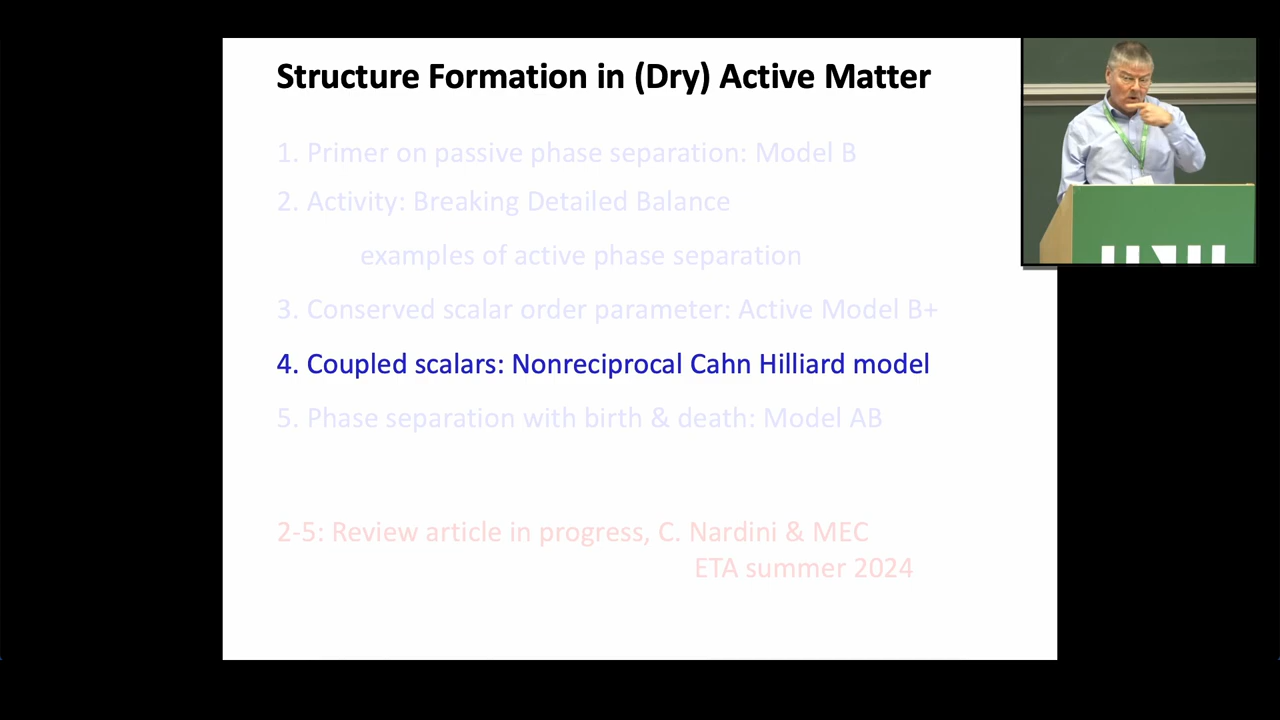 Structure Formation in (Dry) Active Matter
1. Primer on passive phase separation: Model B
2. Activity: Breaking Detailed Balance
examples of active phase separation
3. Conserved scalar order parameter: Active Model B+
4. Coupled scalars: Nonreciprocal Cahn Hilliard model
5. Phase separation with birth & death: Model AB
2-5: Review article in progress, C. Nardini & MEC
ETA summer 2024